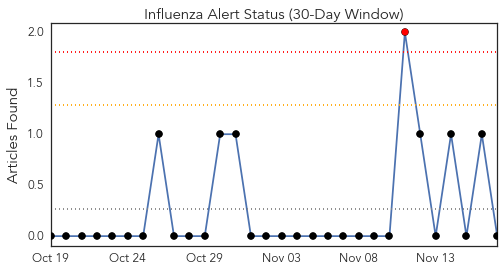 Influenza Alert Status (30-Day Window)
Articles Found
2.0
1.5
1.0
0.5
0.0
Oct 19 Oct 24 Oct 29 Nov 03 Nov 08 Nov 13